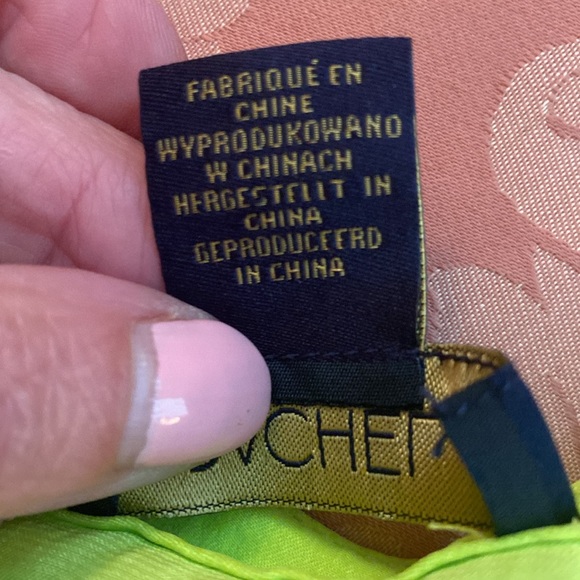 FABRIQUÉ EN
CHINE
WYPRODUKOWANO
W CHINACH
HERGESTELLT IN
CHINA
GEPRODUCEERD
IN CHINA